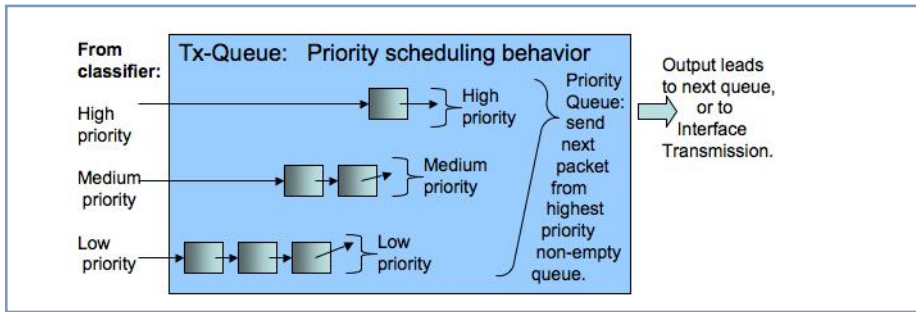 From
classifier:
Tx-Queue: Priority scheduling behavior
High
priority
High
priority
Medium
priority
Medium
priority
Low
priority
Low
priority
Priority
Queue:
send
next
packet
from
highest
priority
non-empty
queue.
Output leads
to next queue,
or to
Interface
Transmission.